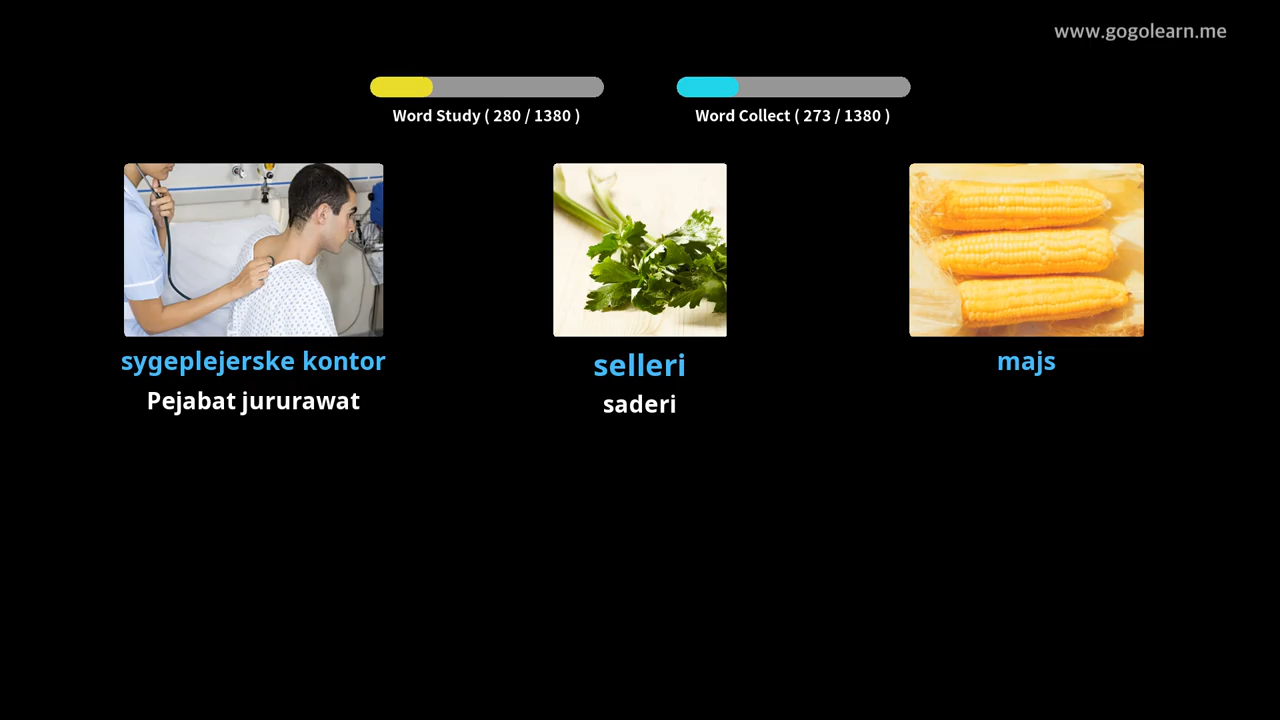 www.gogolearn.me
Word Study ( 280 / 1380 )
Word Collect ( 273 / 1380 )
sygeplejerske kontor
Pejabat jururawat
selleri
saderi
majs